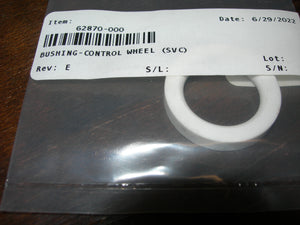 Item: Date: 6/29/2022
62870-000
BUSHING-CONTROL WHEEL (SVC)
Lot:
Rev: E S/L: S/N: